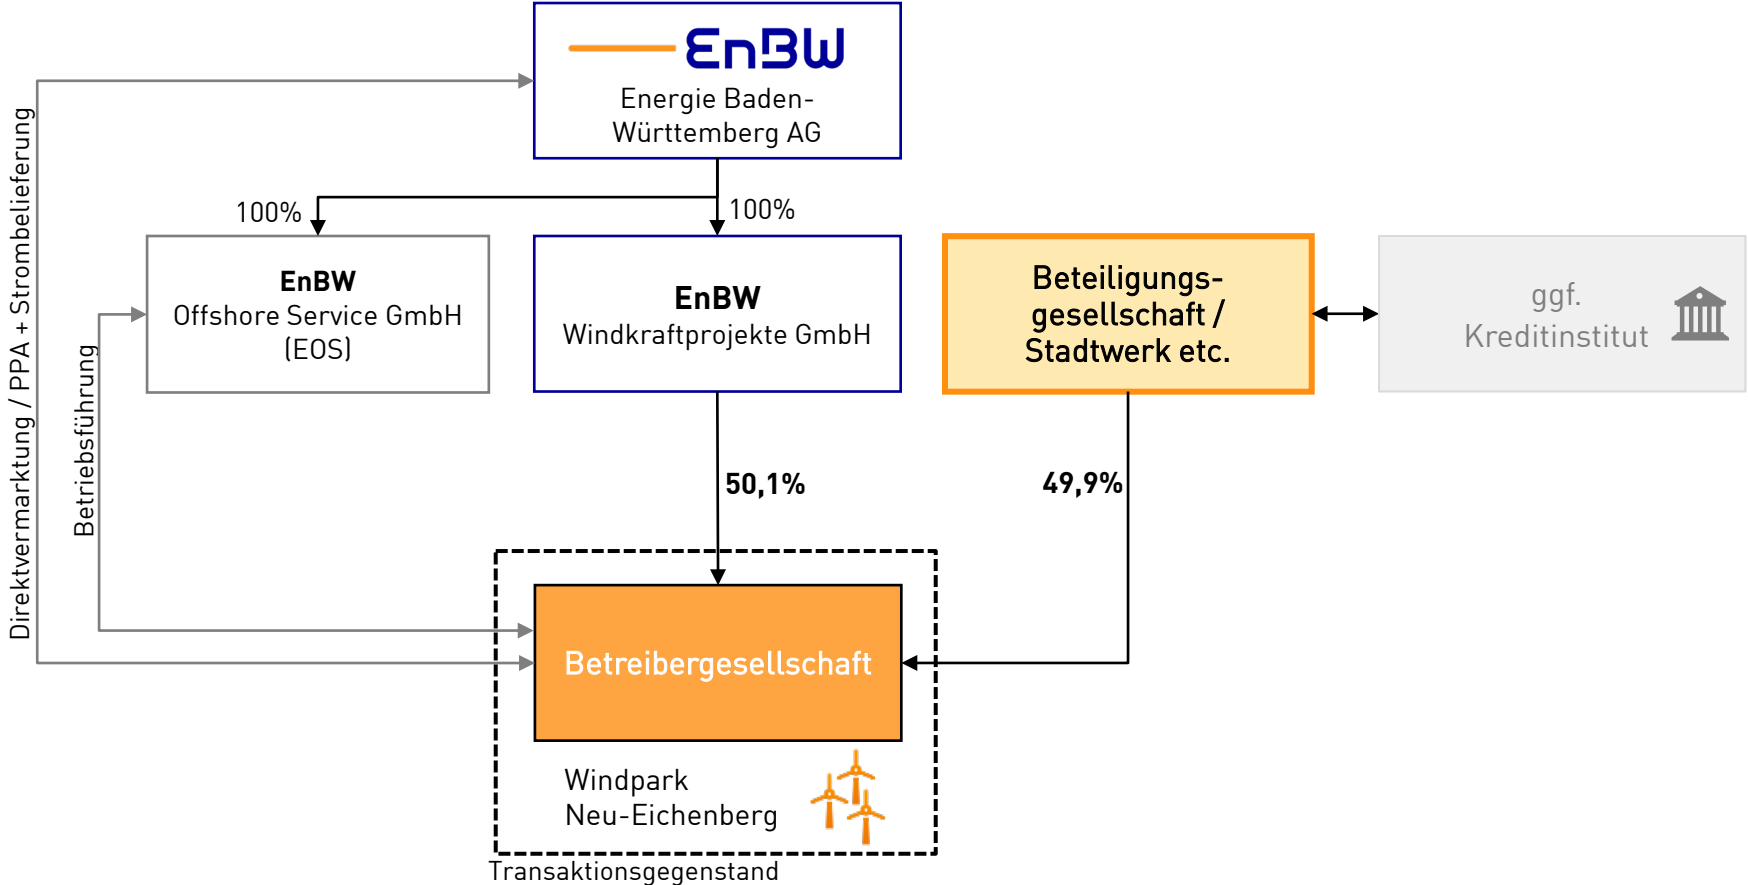 EnBW
Energie Baden-
Württemberg AG
Direktvermarktung / PPA + Strombelieferung
Betriebsführung
100%
100%
EnBW
Offshore Service GmbH
(EOS)
EnBW
Windkraftprojekte GmbH
Beteiligungs-
gesellschaft /
Stadtwerk etc.
ggf.
Kreditinstitut
50,1%
49,9%
Betreibergesellschaft
Windpark
Neu-Eichenberg
Transaktionsgegenstand